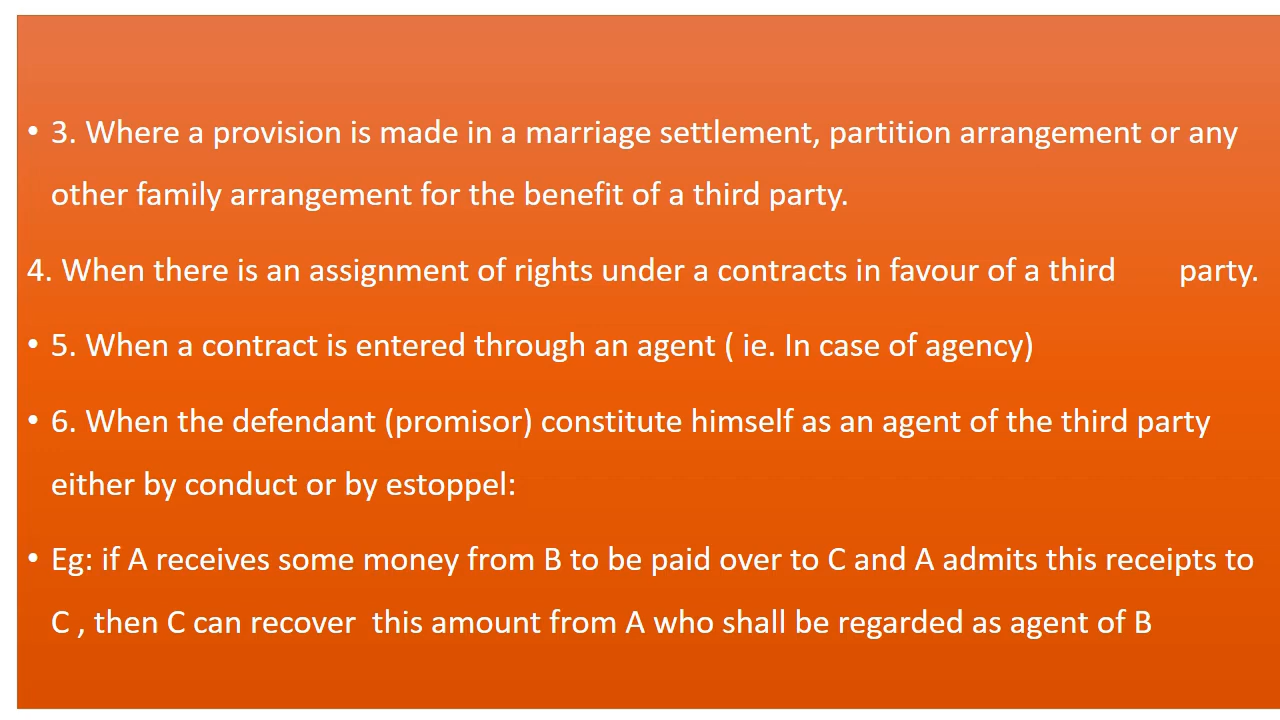 • 3. Where a provision is made in a marriage settlement, partition arrangement or any
other family arrangement for the benefit of a third party.
4. When there is an assignment of rights under a contracts in favour of a third party.
• 5. When a contract is entered through an agent ( ie. In case of agency)
• 6. When the defendant (promisor) constitute himself as an agent of the third party
either by conduct or by estoppel:
• Eg: if A receives some money from B to be paid over to C and A admits this receipts to
C , then C can recover this amount from A who shall be regarded as agent of B